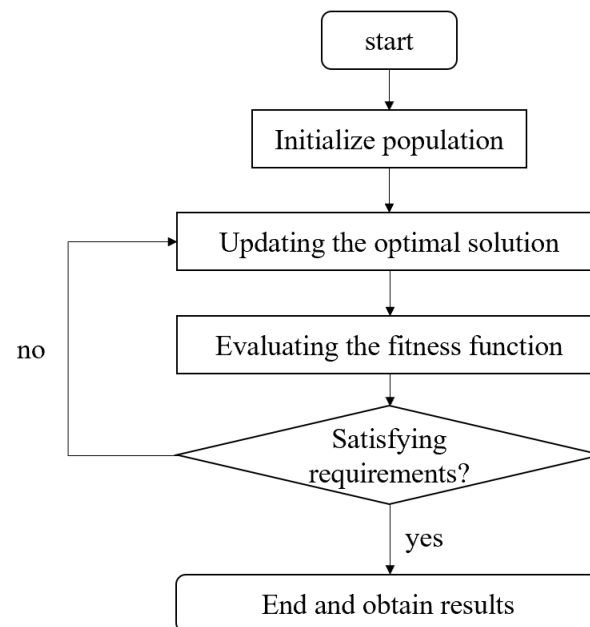 start
Initialize population
Updating the optimal solution
Evaluating the fitness function
no
Satisfying
requirements?
yes
End and obtain results